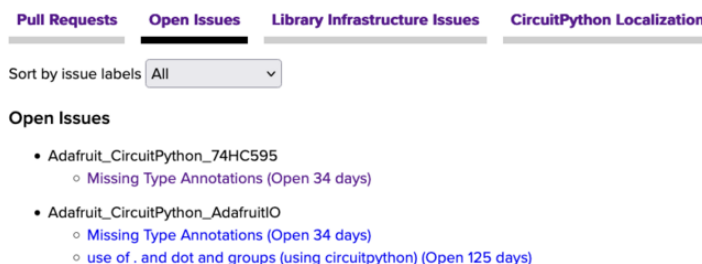 Pull Requests Open Issues Library Infrastructure Issues CircuitPython Localization
Sort by issue labels All
Open Issues
Adafruit_CircuitPython_74HC595
Missing Type Annotations (Open 34 days)
Adafruit_CircuitPython_AdafruitIO
Missing Type Annotations (Open 34 days)
use of . and dot and groups (using circuitpython) (Open 125 days)